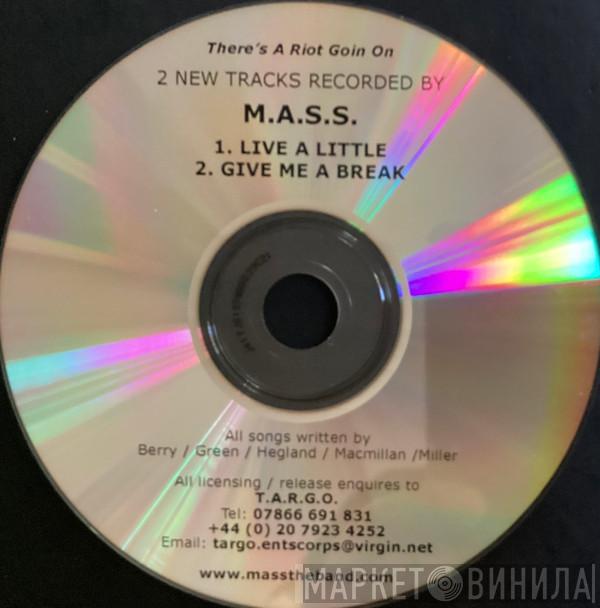 There's A Riot Goin On
2 NEW TRACKS RECORDED BY
M.A.S.S.
1. LIVE A LITTLE
2. GIVE ME A BREAK
All songs written by
Berry / Green / Hegland / Macmillan /Miller
All licensing / release enquires to
T.A.R.G.O.
Tel: 07866 691 831
+44 (0) 20 7923 4252
Email: targo.entscorps@virgin.net
www.masstheband.com
МАРКЕТ ВИНИЛА